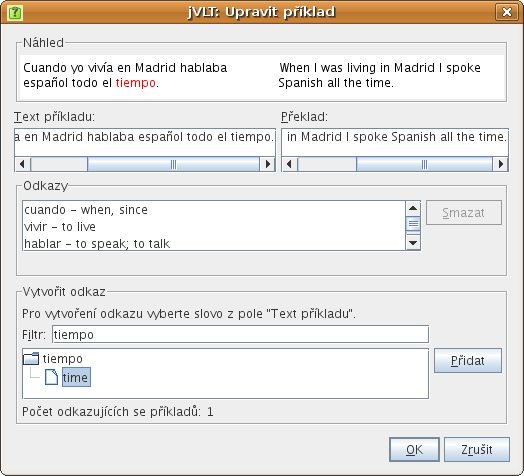 jVLT: Upravit příklad
Náhled
Cuando yo vivía en Madrid hablaba
español todo el tiempo.
When I was living in Madrid I spoke
Spanish all the time.
Text příkladu:
Překlad:
a en Madrid hablaba español todo el tiempo.
in Madrid I spoke Spanish all the time.
Odkazy
cuando – when, since
vivir – to live
hablar – to speak; to talk
Smazat
Vytvořit odkaz
Pro vytvoření odkazu vyberte slovo z pole "Text příkladu".
Filtr: tiempo
tiempo
time
Přidat
Počet odkazujících se příkladů: 1
OK
Zrušit